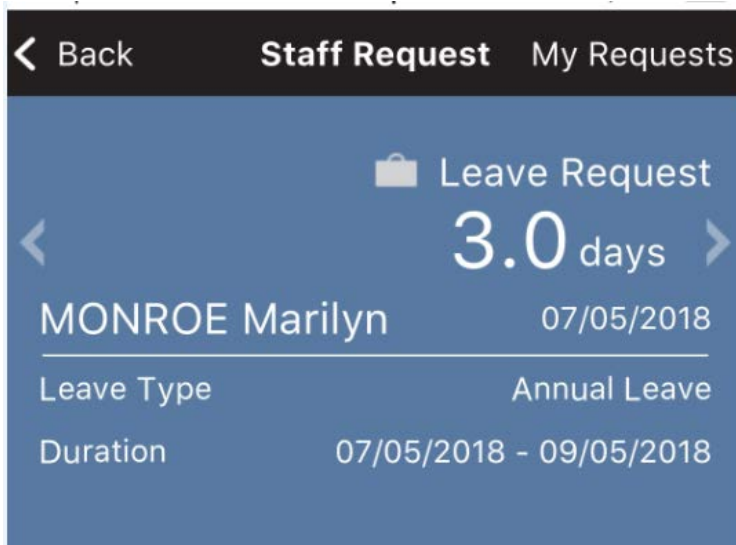 Back Staff Request My Requests
Leave Request
3.0 days
MONROE Marilyn 07/05/2018
Leave Type Annual Leave
Duration 07/05/2018 - 09/05/2018